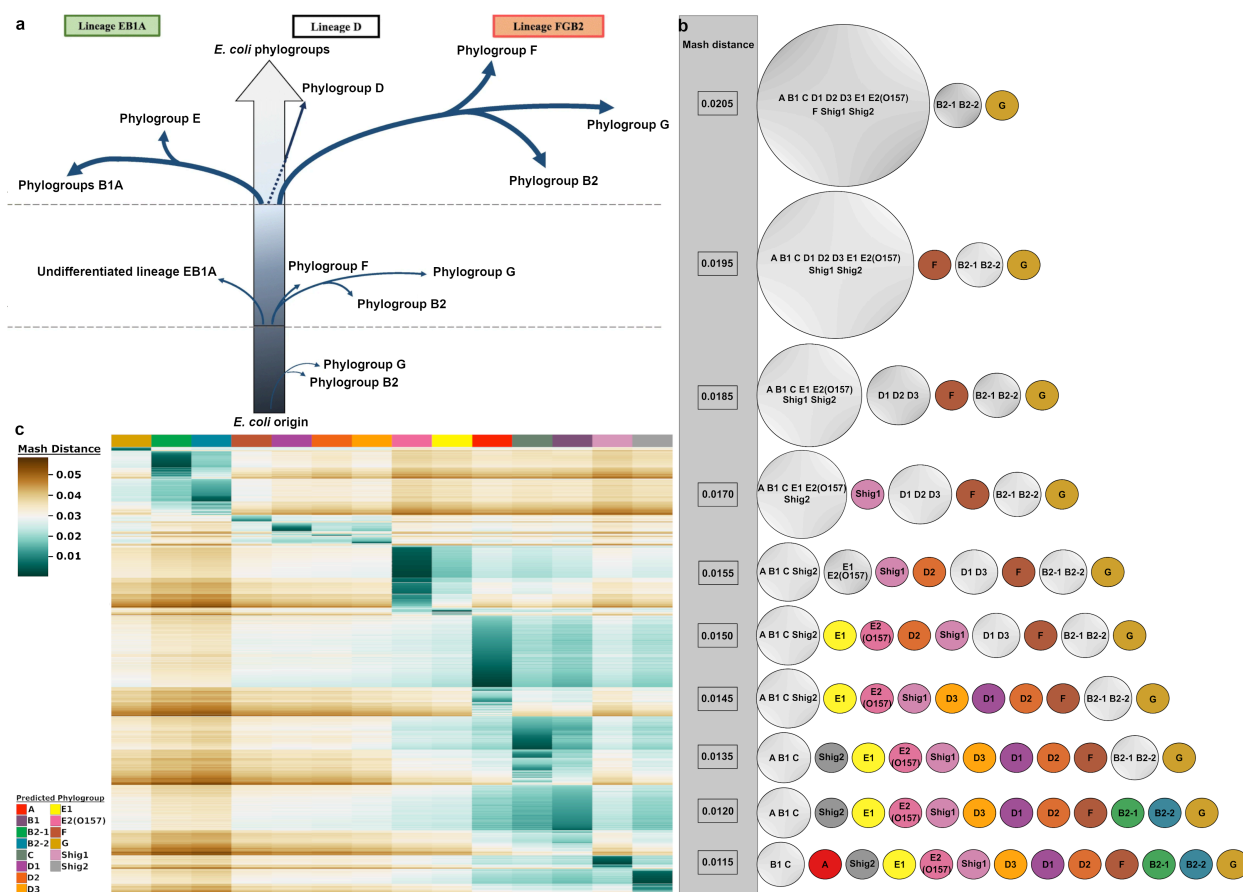 a
Lineage EB1A
Lineage D
Lineage FGB2
E. coli phylogroups
Phylogroup F
Phylogroup D
Phylogroup G
Phylogroup E
Phylogroups B1A
Phylogroup B2
Undifferentiated lineage EB1A
Phylogroup F
Phylogroup G
Phylogroup B2
Phylogroup G
Phylogroup B2
E. coli origin
b
Mash distance
0.0205
A B1 C D1 D2 D3 E1 E2(O157)
F Shig1 Shig2
B2-1 B2-2
G
0.0195
A B1 C D1 D2 D3 E1 E2(O157)
Shig1 Shig2
F
B2-1 B2-2
G
0.0185
A B1 C E1 E2(O157)
Shig1 Shig2
D1 D2 D3
F
B2-1 B2-2
G
0.0170
A B1 C E1 E2(O157)
Shig2
Shig1
D1 D2 D3
F
B2-1 B2-2
G
0.0155
A B1 C Shig2
E1
E2(O157)
Shig1
D2
D1 D3
F
B2-1 B2-2
G
0.0150
A B1 C Shig2
E1
E2
(O157)
D2
Shig1
D1 D3
F
B2-1 B2-2
G
0.0145
A B1 C Shig2
E1
E2
(O157)
Shig1
D3
D1
D2
F
B2-1 B2-2
G
0.0135
A B1 C
Shig2
E1
E2
(O157)
Shig1
D3
D1
D2
F
B2-1 B2-2
G
0.0120
A B1 C
Shig2
E1
E2
(O157)
Shig1
D3
D1
D2
F
B2-1
B2-2
G
0.0115
B1 C
A
Shig2
E1
E2
(O157)
Shig1
D3
D1
D2
F
B2-1
B2-2
G
c
Mash Distance
0.05
0.04
0.03
0.02
0.01
Predicted Phylogroup
A
B1
B2-1
B2-2
C
D1
D2
D3
E1
E2(O157)
F
G
Shig1
Shig2